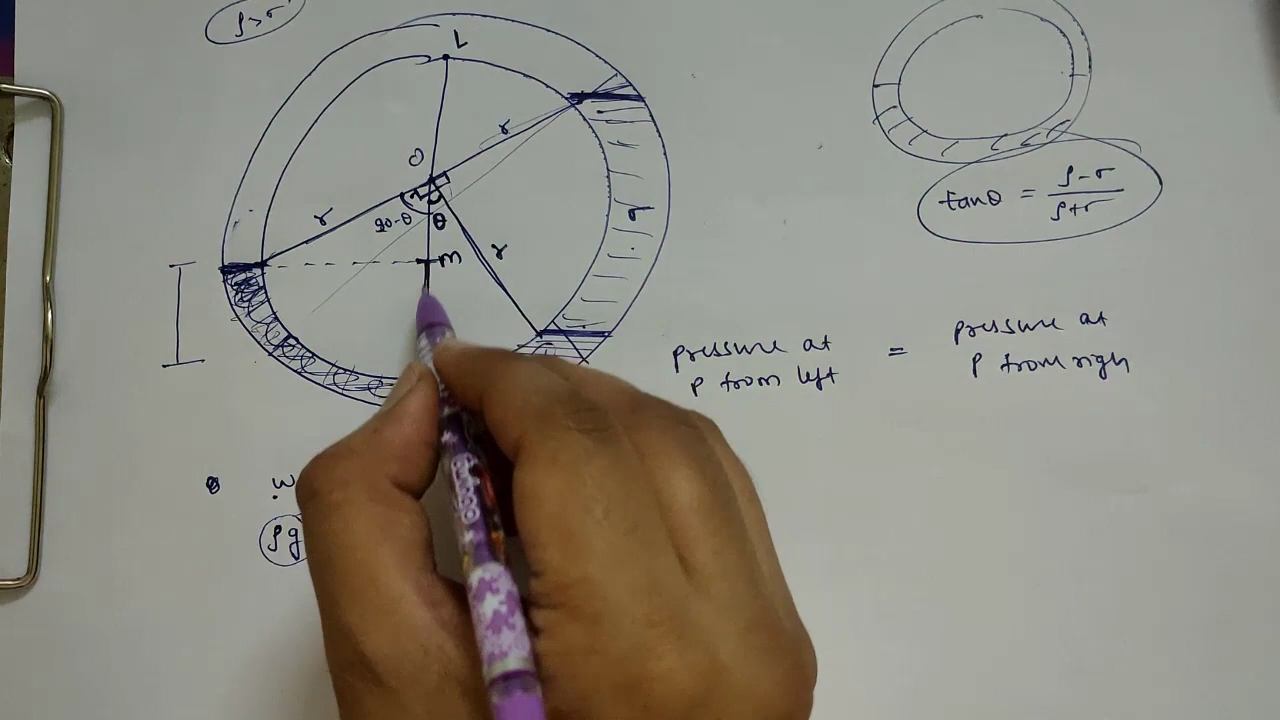 ρ > σ
L
r
O
r
90-θ
θ
m
r
σ
tanθ = ρ-σ / ρ+σ
pressure at P from left = pressure at P from righ
w
ρg